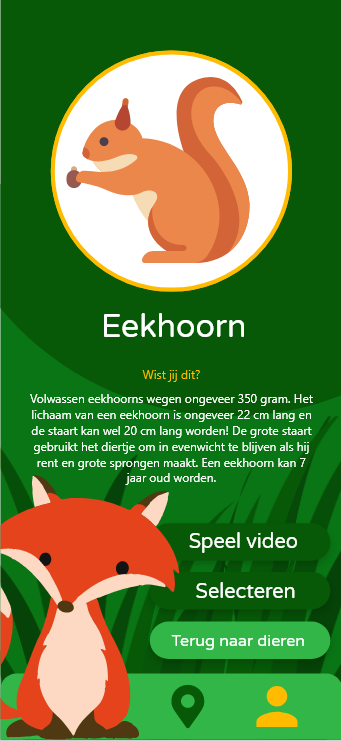 Eekhoorn
Wist jij dit?
Volwassen eekhoorns wegen ongeveer 350 gram. Het
lichaam van een eekhoorn is ongeveer 22 cm lang en
de staart kan wel 20 cm lang worden! De grote staart
gebruikt het diertje om in evenwicht te blijven als hij
rent en grote sprongen maakt. Een eekhoorn kan 7
jaar oud worden.
Speel video
Selecteren
Terug naar dieren